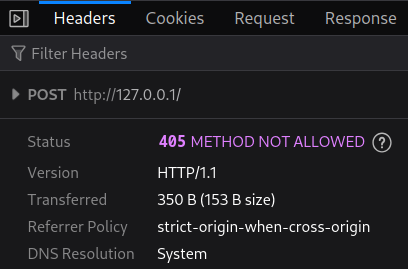 Headers Cookies Request Response
Filter Headers
POST http://127.0.0.1/
Status 405 METHOD NOT ALLOWED ?
Version HTTP/1.1
Transferred 350 B (153 B size)
Referrer Policy strict-origin-when-cross-origin
DNS Resolution System